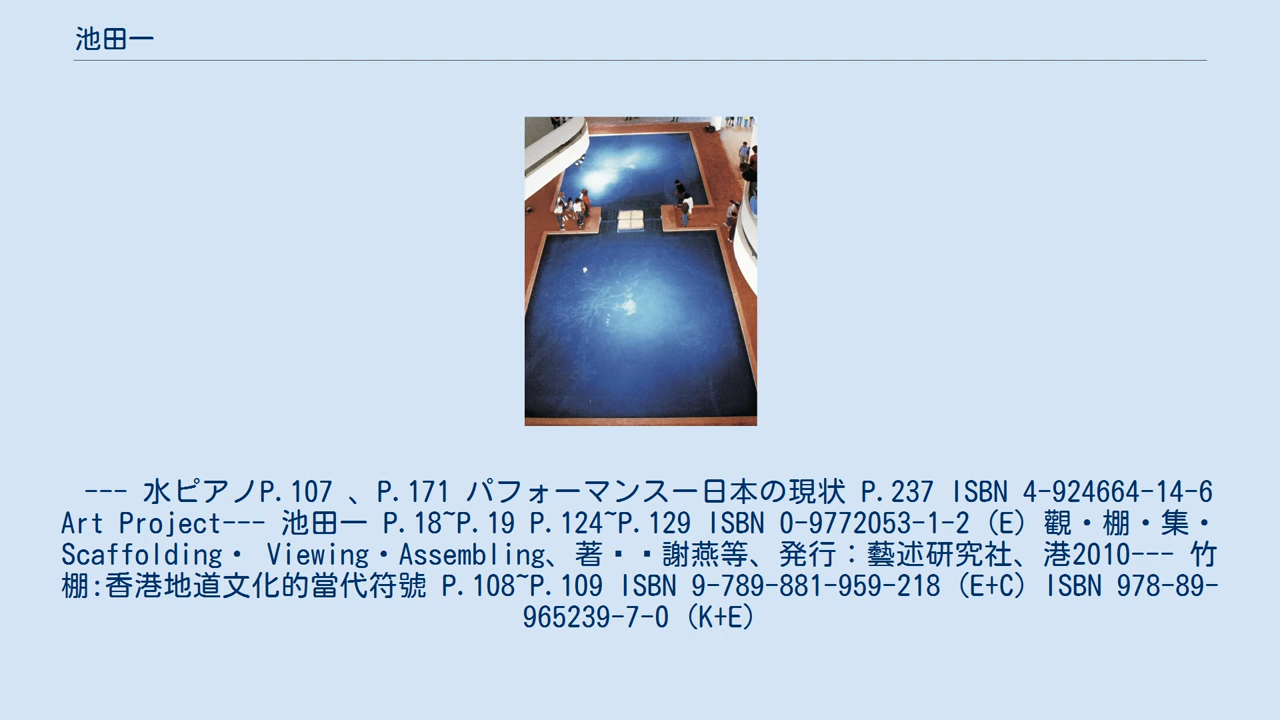 池田一
--- 水ピアノP.107 、P.171 パフォーマンスー日本の現状 P.237 ISBN 4-924664-14-6
Art Project--- 池田一 P.18~P.19 P.124~P.129 ISBN 0-9772053-1-2（E）觀・棚・集・
Scaffolding・ Viewing・Assembling、著▪▪謝燕等、発行：藝述研究社、港2010--- 竹
棚:香港地道文化的當代符號 P.108~P.109 ISBN 9-789-881-959-218（E+C）ISBN 978-89-
965239-7-0（K+E）